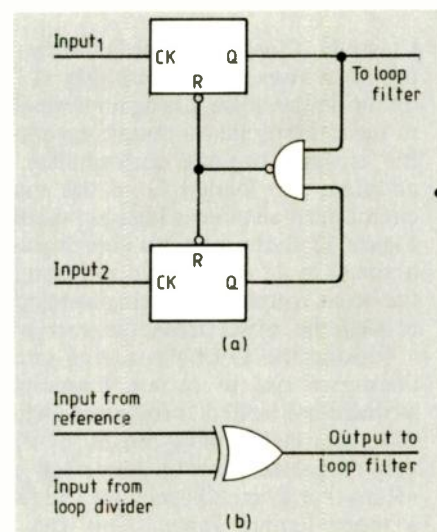 Input1
CK
Q
R
To loop
filter
R
Input2
CK
Q
(a)
Input from
reference
Output to
loop filter
Input from
loop divider
(b)